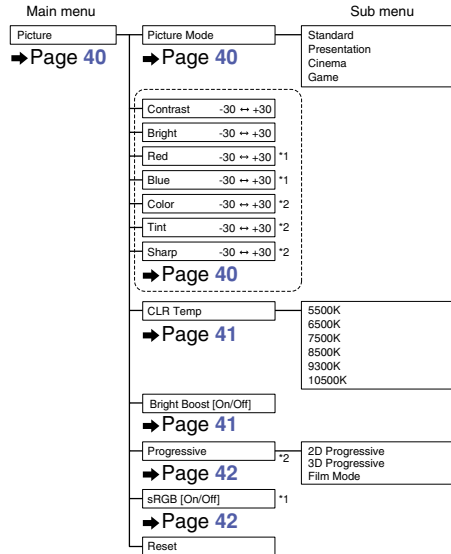 Main menu
Sub menu
Picture
➡Page 40
Picture Mode
➡Page 40
Standard
Presentation
Cinema
Game
Contrast -30 ↔ +30
Bright -30 ↔ +30
Red -30 ↔ +30 *1
Blue -30 ↔ +30 *1
Color -30 ↔ +30 *2
Tint -30 ↔ +30 *2
Sharp -30 ↔ +30 *2
➡Page 40
CLR Temp
➡Page 41
5500K
6500K
7500K
8500K
9300K
10500K
Bright Boost [On/Off]
➡Page 41
Progressive *2
➡Page 42
2D Progressive
3D Progressive
Film Mode
sRGB [On/Off] *1
➡Page 42
Reset